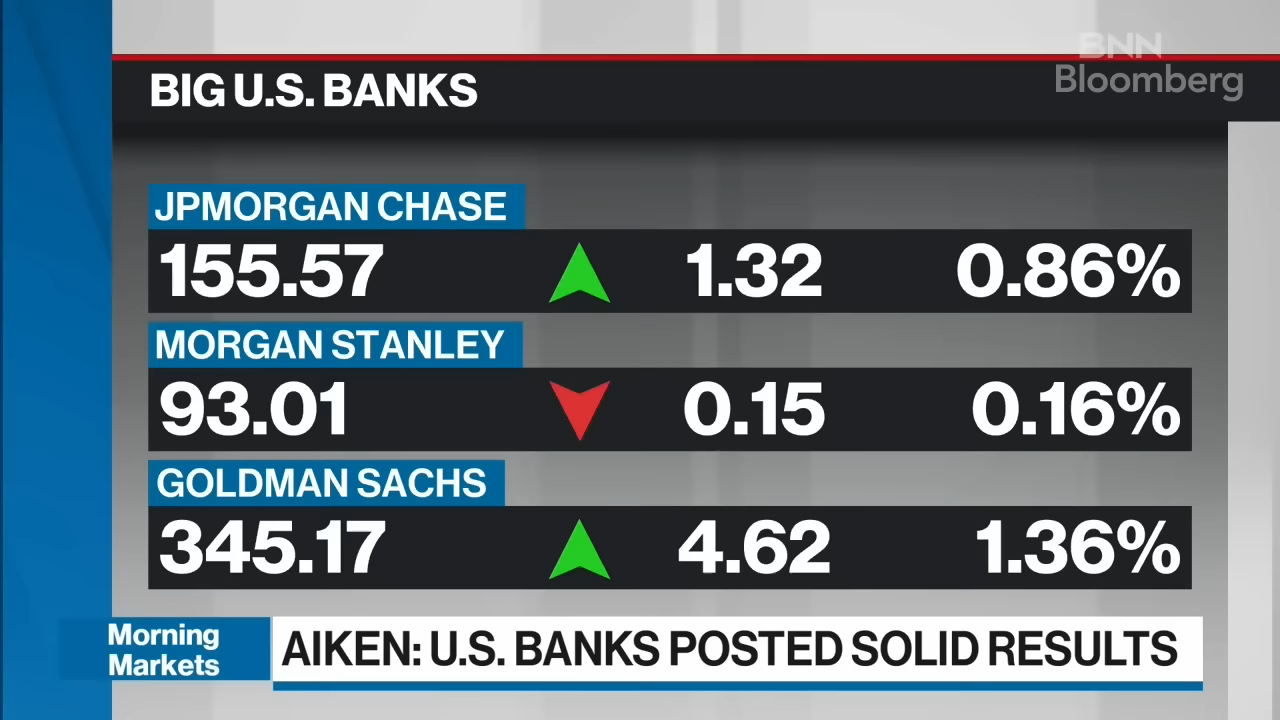 BNN
Bloomberg
BIG U.S. BANKS
JPMORGAN CHASE
155.57 1.32 0.86%
MORGAN STANLEY
93.01 0.15 0.16%
GOLDMAN SACHS
345.17 4.62 1.36%
Morning
Markets
AIKEN: U.S. BANKS POSTED SOLID RESULTS